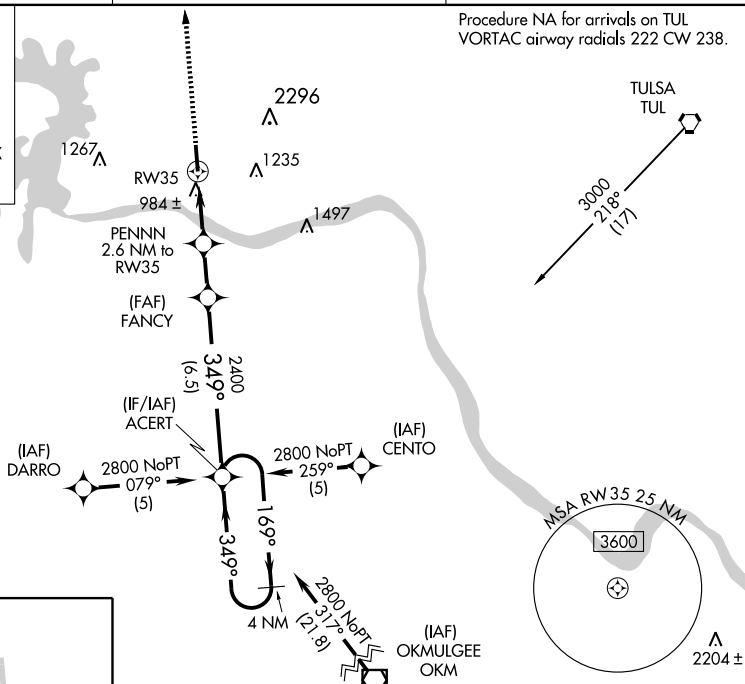 Procedure NA for arrivals on TUL
VORTAC airway radials 222 CW 238.
TULSA
TUL
3000
218°
(17)
2296
1267
1235
RW35
984 ±
1497
PENNN
2.6 NM to
RW35
(FAF)
FANCY
2400
349°
(6.5)
(IF/IAF)
ACERT
(IAF)
DARRO
2800 NoPT
079°
(5)
(IAF)
CENTO
2800 NoPT
259°
(5)
169°
349°
4 NM
2800 NoPT
317°
(21.8)
(IAF)
OKMULGEE
OKM
MSA RW35 25 NM
3600
2204 ±